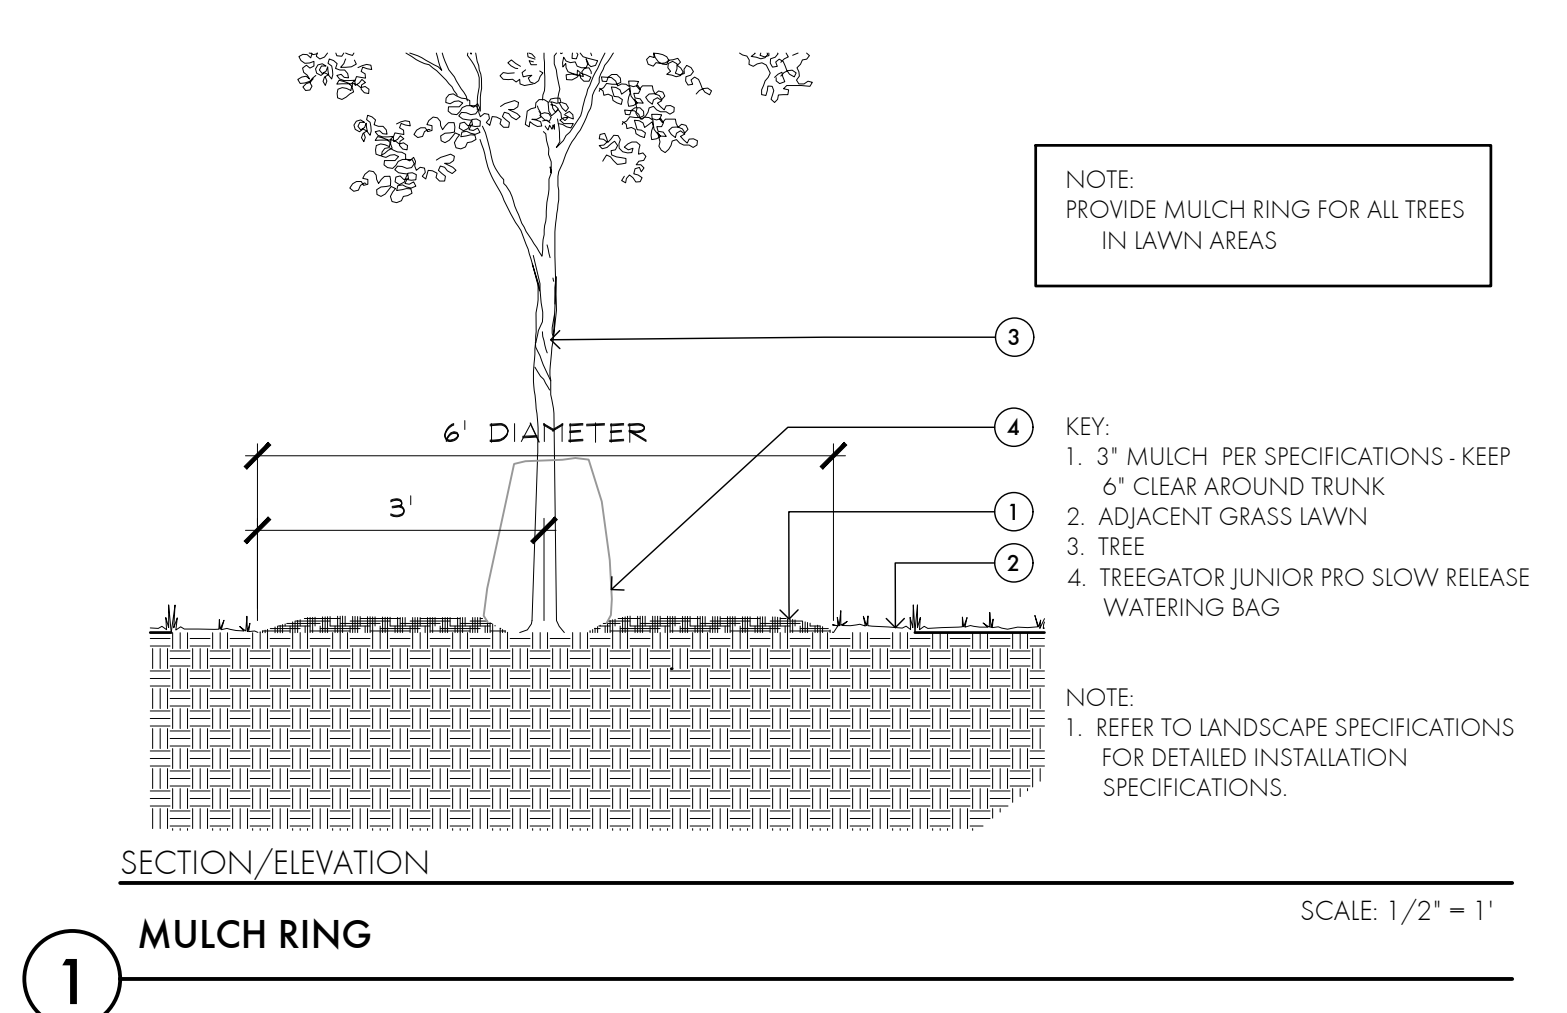 NOTE:
PROVIDE MULCH RING FOR ALL TREES
IN LAWN AREAS
3
6' DIAMETER
4
KEY:
1. 3" MULCH PER SPECIFICATIONS - KEEP
6" CLEAR AROUND TRUNK
3'
1
2. ADJACENT GRASS LAWN
3. TREE
2
4. TREEGATOR JUNIOR PRO SLOW RELEASE
WATERING BAG
NOTE:
1. REFER TO LANDSCAPE SPECIFICATIONS
FOR DETAILED INSTALLATION
SPECIFICATIONS.
SECTION/ELEVATION
SCALE: 1/2" = 1'
MULCH RING
1